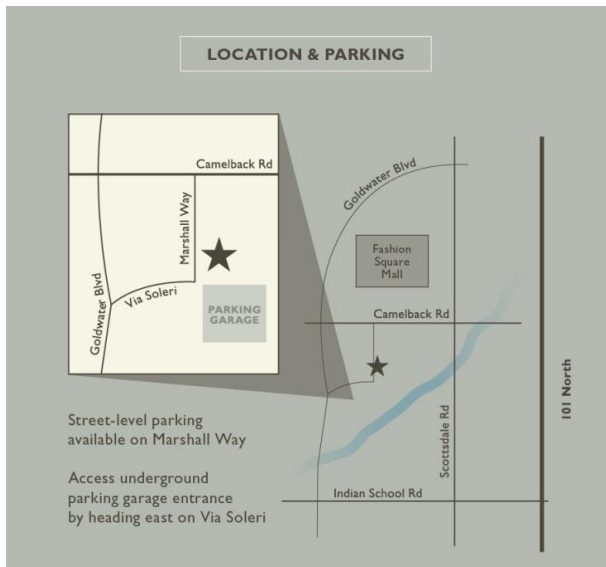 LOCATION & PARKING
Camelback Rd
Marshall Way
Goldwater Blvd
Via Soleri
PARKING
GARAGE
Goldwater Blvd
Fashion
Square
Mall
Camelback Rd
Scottsdale Rd
101 North
Indian School Rd
Street-level parking
available on Marshall Way
Access underground
parking garage entrance
by heading east on Via Soleri